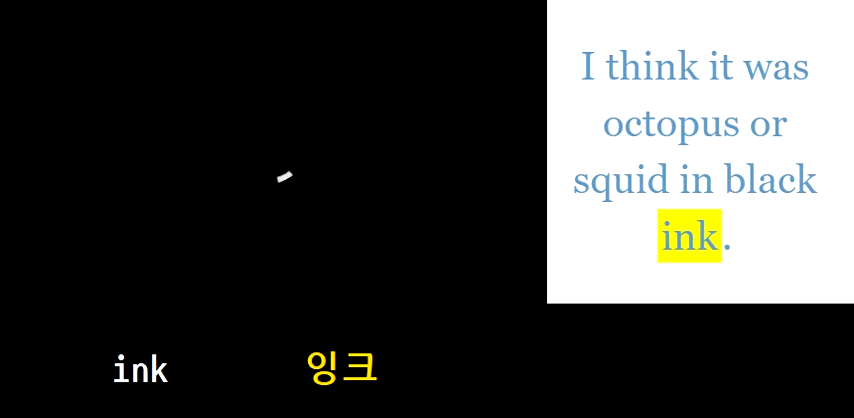 I think it was
octopus or
squid in black
ink.
ink 잉크